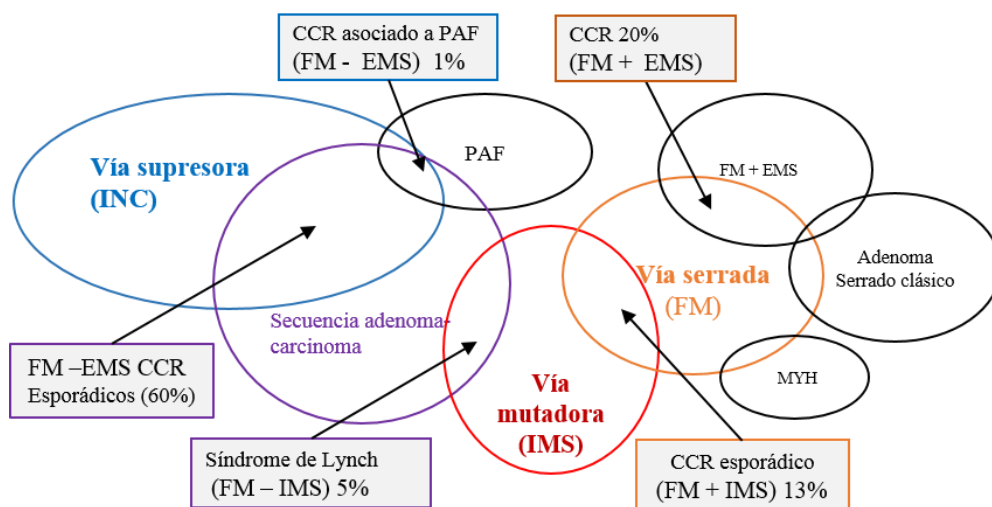 CCR asociado a PAF
(FM - EMS) 1%
CCR 20%
(FM + EMS)
Vía supresora
(INC)
PAF
FM + EMS
Adenoma
Serrado clásico
Vía serrada
(FM)
Secuencia adenoma-
carcinoma
FM –EMS CCR
Esporádicos (60%)
MYH
Vía
mutadora
(IMS)
Síndrome de Lynch
(FM – IMS) 5%
CCR esporádico
(FM + IMS) 13%